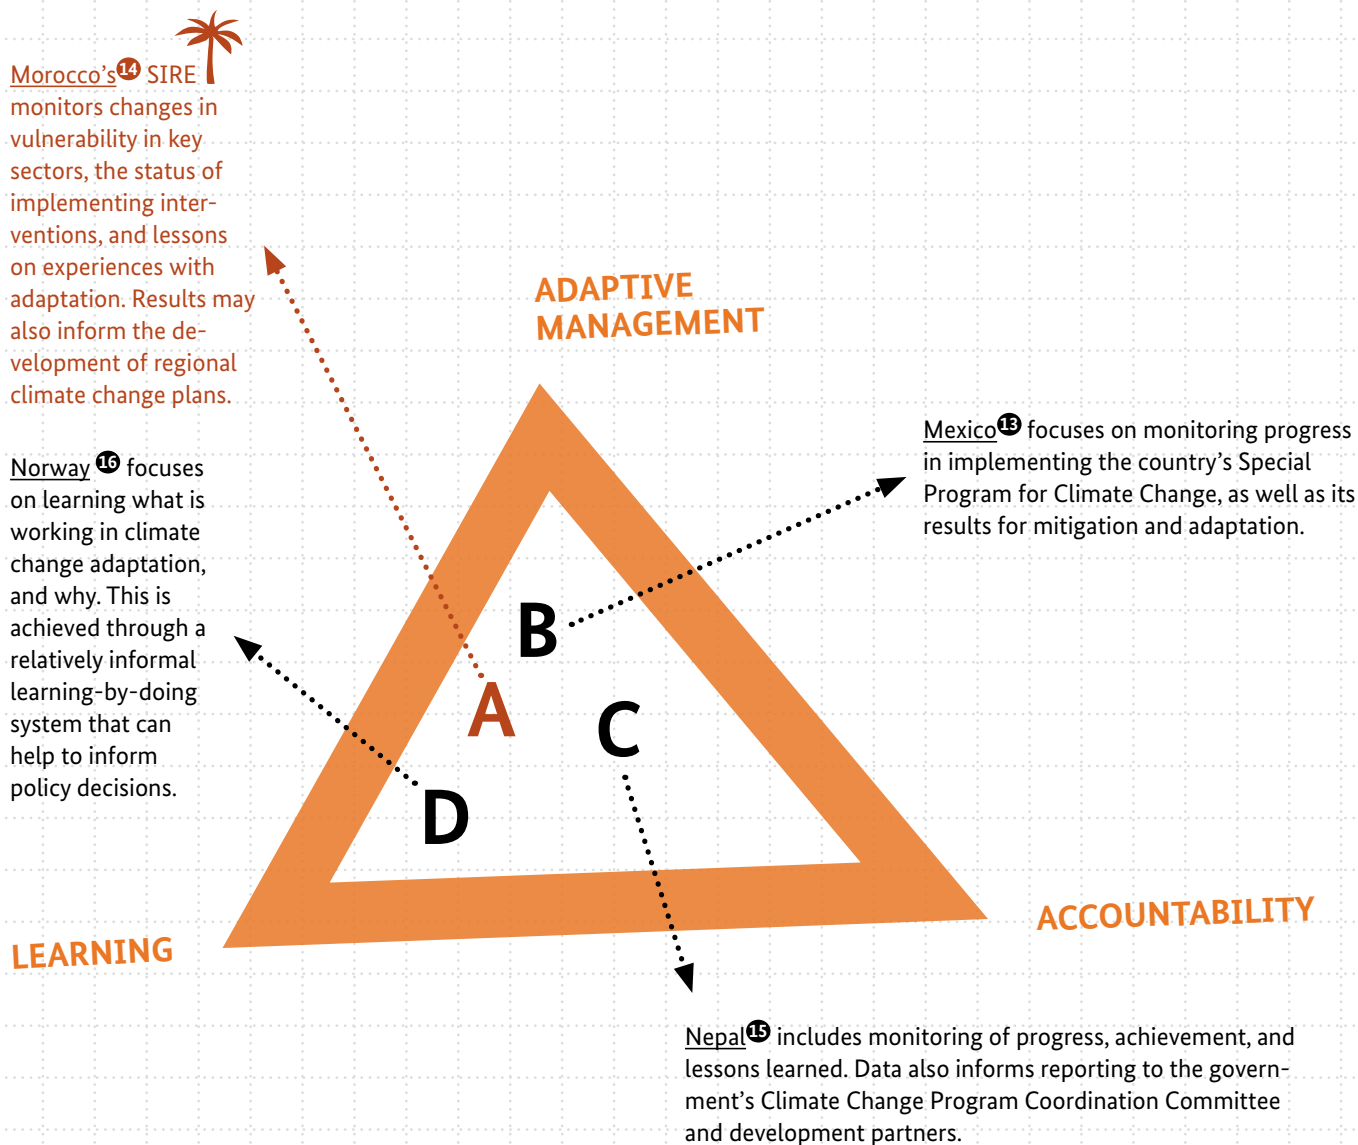 Morocco's 14 SIRE
monitors changes in
vulnerability in key
sectors, the status of
implementing inter-
ventions, and lessons
on experiences with
adaptation. Results may
also inform the de-
velopment of regional
climate change plans.
ADAPTIVE
MANAGEMENT
Mexico 13 focuses on monitoring progress
in implementing the country's Special
Program for Climate Change, as well as its
results for mitigation and adaptation.
Norway 16 focuses
on learning what is
working in climate
change adaptation,
and why. This is
achieved through a
relatively informal
learning-by-doing
system that can
help to inform
policy decisions.
B
A
C
D
LEARNING
ACCOUNTABILITY
Nepal 15 includes monitoring of progress, achievement, and
lessons learned. Data also informs reporting to the govern-
ment's Climate Change Program Coordination Committee
and development partners.